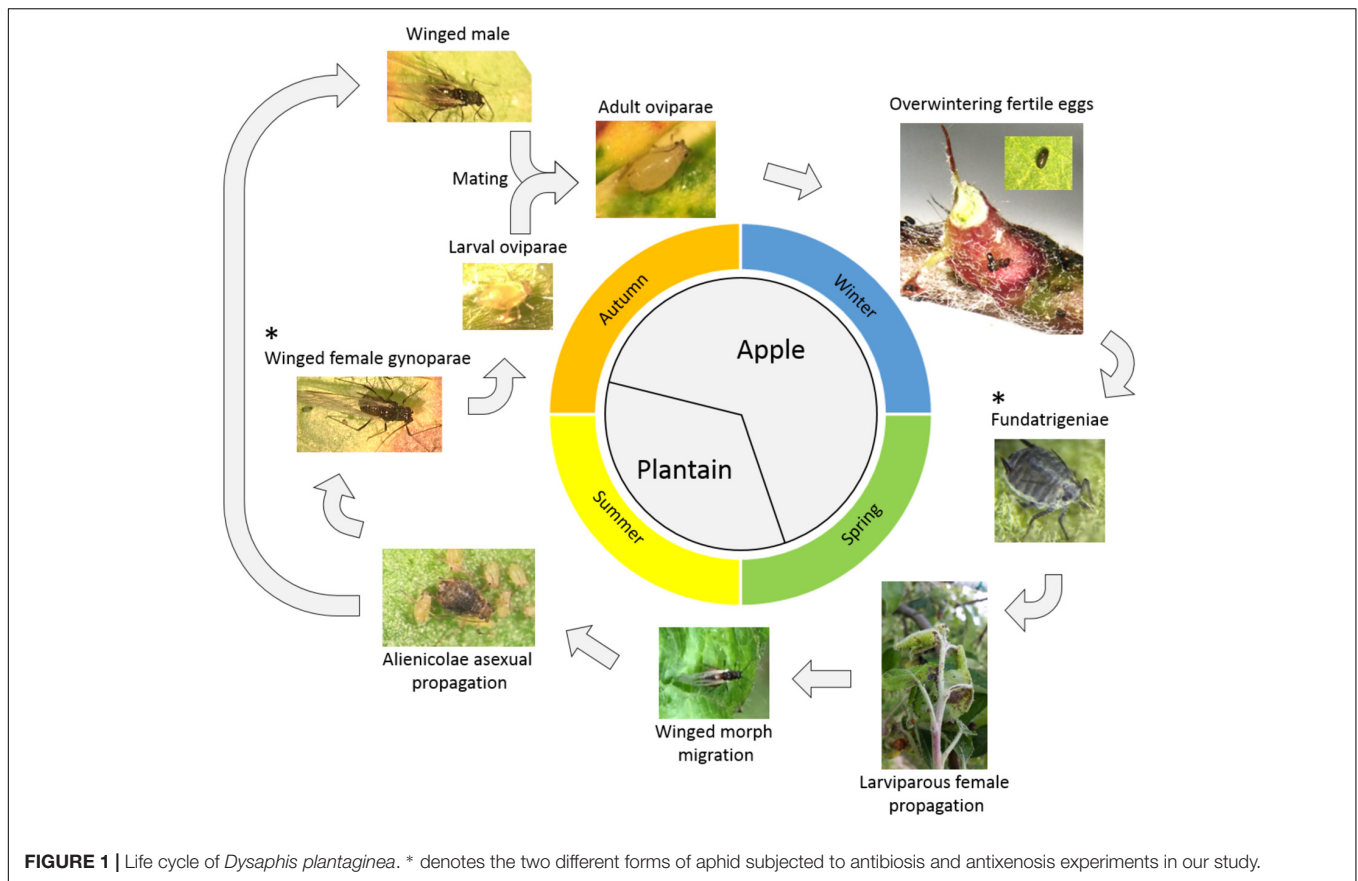 Winged male
Adult oviparae
Overwintering fertile eggs
Mating
Larval oviparae
Autumn
Winter
*
Winged female gynoparae
Apple
*
Fundatrigeniae
Plantain
Summer
Spring
Alienicolae asexual
propagation
Winged morph
migration
Larviparous female
propagation
FIGURE 1 | Life cycle of Dysaphis plantaginea. * denotes the two different forms of aphid subjected to antibiosis and antixenosis experiments in our study.